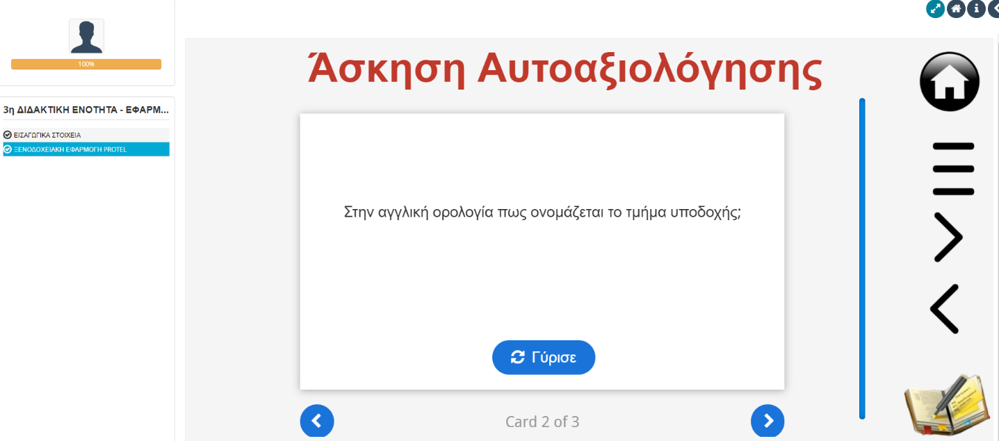 100%
3η ΔΙΔΑΚΤΙΚΗ ΕΝΟΤΗΤΑ - ΕΦΑΡΜ...
ΕΙΣΑΓΩΓΙΚΑ ΣΤΟΙΧΕΙΑ
ΞΕΝΟΔΟΧΕΙΑΚΗ ΕΦΑΡΜΟΓΗ PROTEL
Άσκηση Αυτοαξιολόγησης
Στην αγγλική ορολογία πως ονομάζεται το τμήμα υποδοχής;
Γύρισε
Card 2 of 3